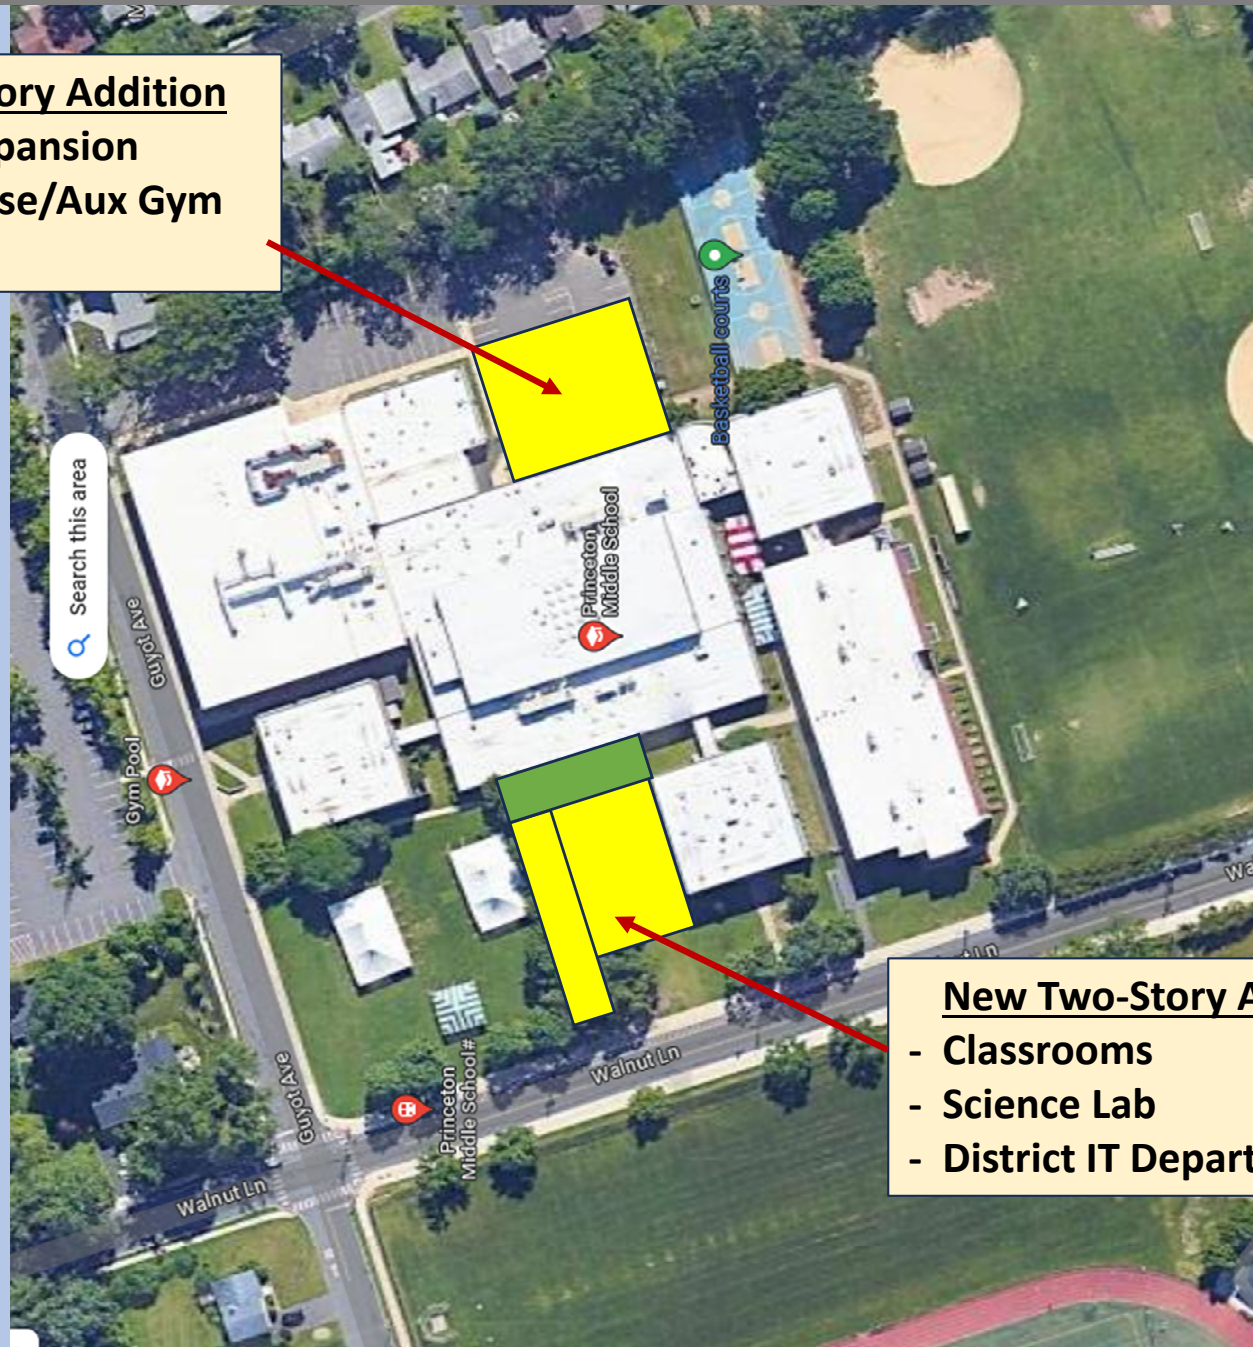 ory Addition
pansion
se/Aux Gym
Basketball courts
Search this area
Princeton
Middle School
Guyot Ave
Gym Pool
Wa
t Ln
New Two-Story A
- Classrooms
- Science Lab
- District IT Depart
Walnut Ln
Guyot Ave
Princeton
Middle School#
Walnut Ln
M